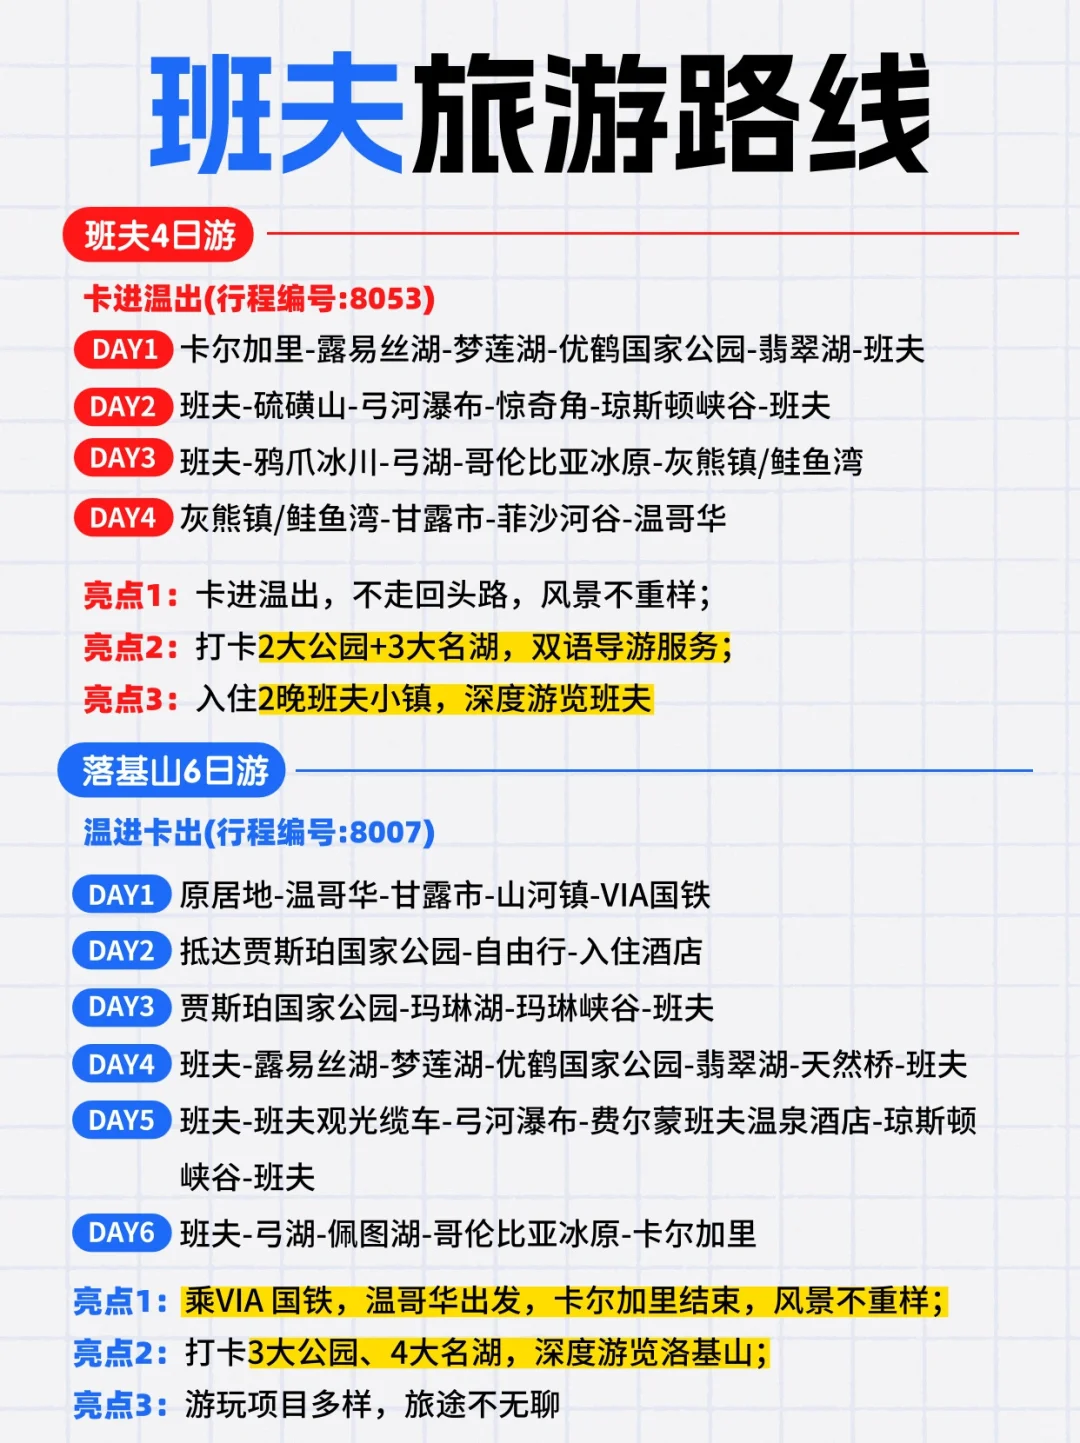 班夫旅游路线
班夫4日游
卡进温出(行程编号:8053)
DAY1 卡尔加里-露易丝湖-梦莲湖-优鹤国家公园-翡翠湖-班夫
DAY2 班夫-硫磺山-弓河瀑布-惊奇角-琼斯顿峡谷-班夫
DAY3 班夫-鸦爪冰川-弓湖-哥伦比亚冰原-灰熊镇/鲑鱼湾
DAY4 灰熊镇/鲑鱼湾-甘露市-菲沙河谷-温哥华
亮点1：卡进温出，不走回头路，风景不重样；
亮点2：打卡2大公园+3大名湖，双语导游服务；
亮点3：入住2晚班夫小镇，深度游览班夫
落基山6日游
温进卡出(行程编号:8007)
DAY1 原居地-温哥华-甘露市-山河镇-VIA国铁
DAY2 抵达贾斯珀国家公园-自由行-入住酒店
DAY3 贾斯珀国家公园-玛琳湖-玛琳峡谷-班夫
DAY4 班夫-露易丝湖-梦莲湖-优鹤国家公园-翡翠湖-天然桥-班夫
DAY5 班夫-班夫观光缆车-弓河瀑布-费尔蒙班夫温泉酒店-琼斯顿
峡谷-班夫
DAY6 班夫-弓湖-佩图湖-哥伦比亚冰原-卡尔加里
亮点1：乘VIA 国铁，温哥华出发，卡尔加里结束，风景不重样；
亮点2：打卡3大公园、4大名湖，深度游览洛基山；
亮点3：游玩项目多样，旅途不无聊